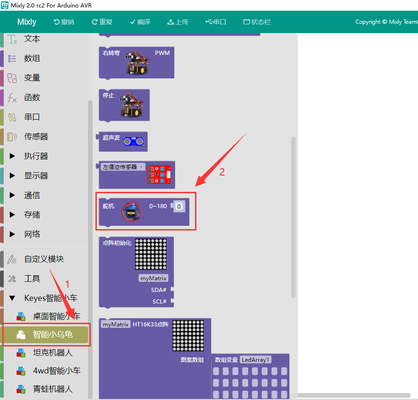 Mixly 2.0 rc2 For Arduino AVR
Mixly
撤销
重复
编译
上传
串口
状态栏
Copyright © Mixly Team
文本
数组
变量
函数
串口
传感器
执行器
显示器
通信
存储
网络
自定义模块
工具
Keyes智能小车
桌面智能小车
智能小乌龟
坦克机器人
4wd智能小车
青蛙机器人
右转弯 PWM
停止
超声波
左循迹传感器
舵机 0~180 0
点阵初始化
myMatrix
SDA#
SCL#
myMatrix HT16K33点阵
图案数组 数组变量 LedArray1
1
2